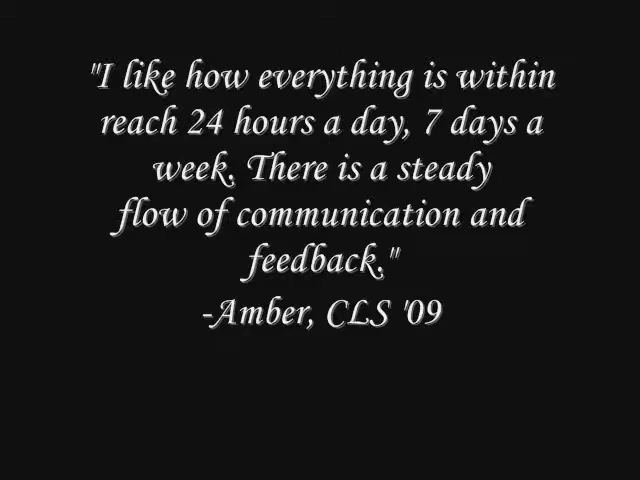 "I like how everything is within
reach 24 hours a day, 7 days a
week. There is a steady
flow of communication and
feedback."
-Amber, CLS '09